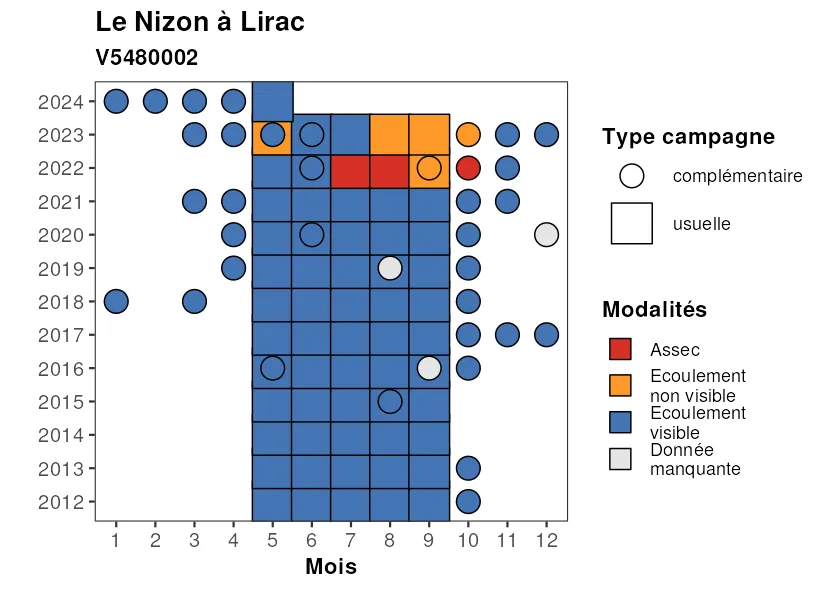 Le Nizon à Lirac
V5480002
2024
2023
2022
2021
2020
2019
2018
2017
2016
2015
2014
2013
2012
1 2 3 4 5 6 7 8 9 10 11 12
Mois
Type campagne
complémentaire
usuelle
Modalités
Assec
Ecoulement
non visible
Ecoulement
visible
Donnée
manquante